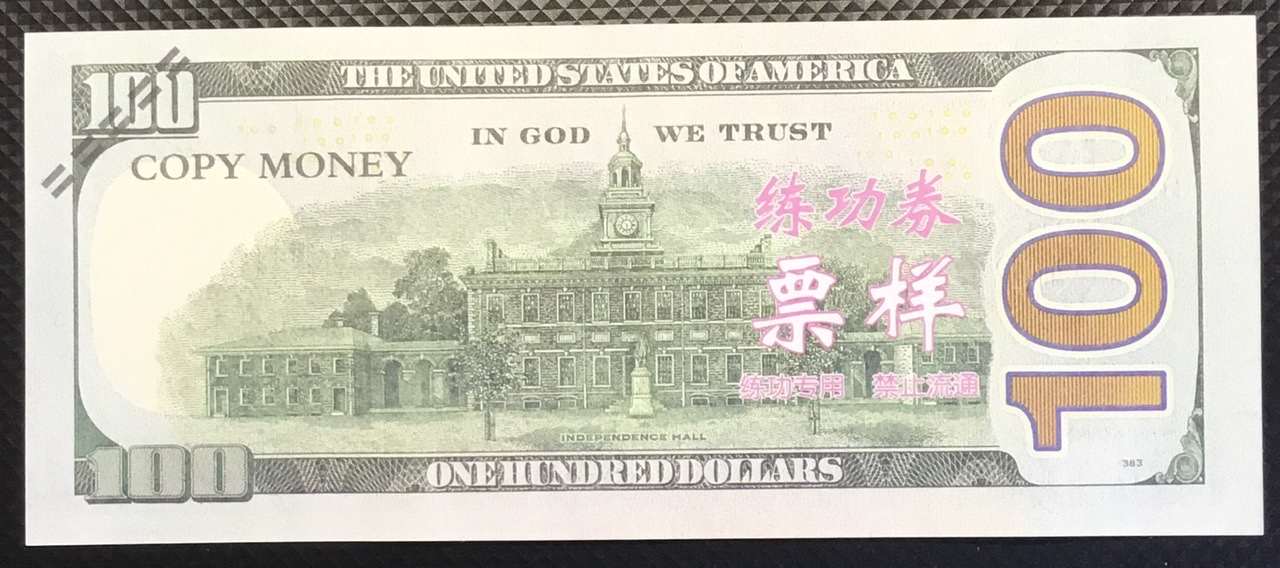 100
THE UNITED STATES OF AMERICA
IN GOD WE TRUST
COPY MONEY
练功券
票样
练功专用 禁止流通
100
INDEPENDENCE HALL
100
ONE HUNDRED DOLLARS
383